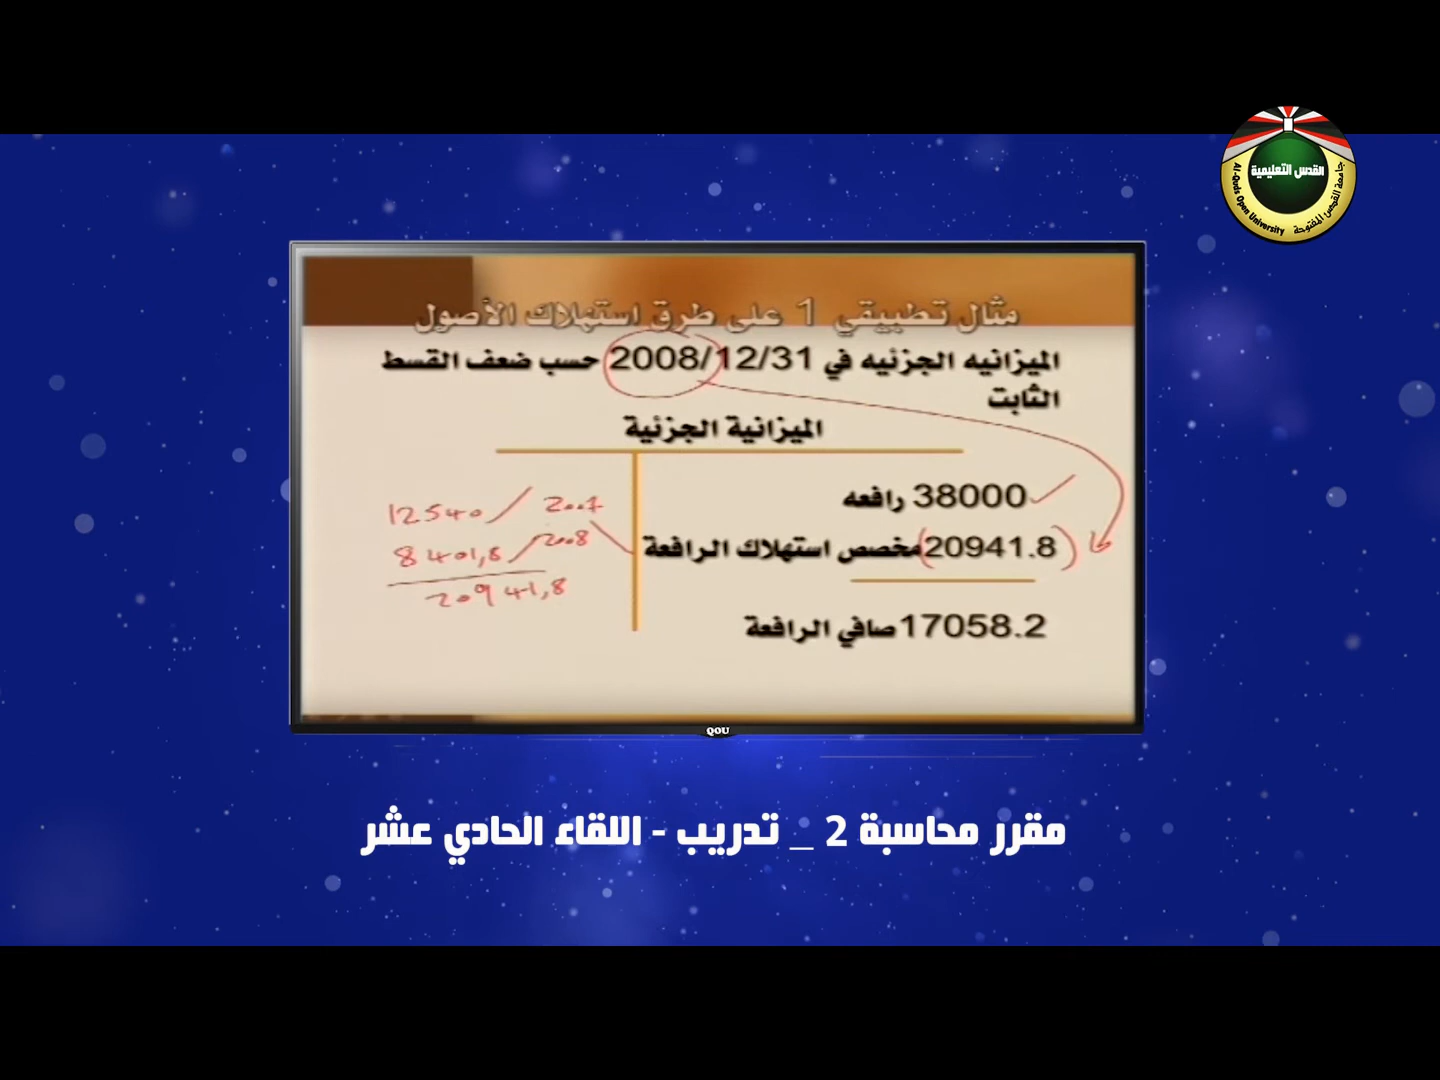 القدس التعليمية
جامعة القدس المفتوحة
Al-Quds Open University
مثال تطبيقي 1 على طرق استهلاك الأصول
الميزانيه الجزئيه في 2008/12/31 حسب ضعف القسط
الثابت
الميزانية الجزئية
38000 رافعه
(20941.8) مخصص استهلاك الرافعة
17058.2 صافي الرافعة
12540 / 2007
8401,8 / 2008
20941,8
QOU
مقرر محاسبة 2 _ تدريب - اللقاء الحادي عشر